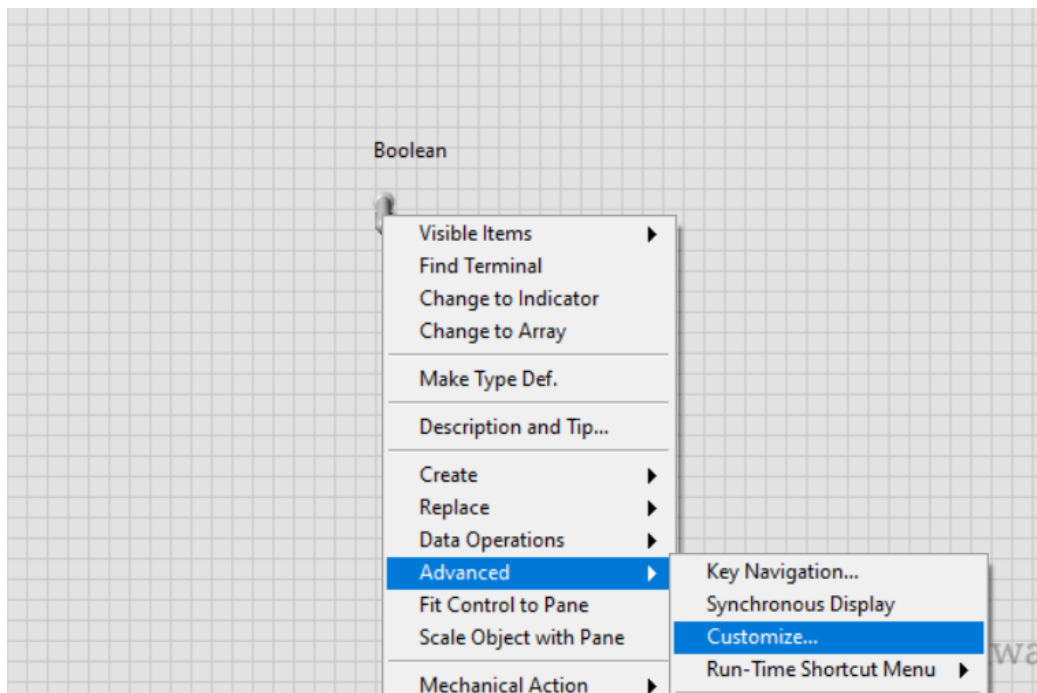 Boolean
Visible Items
Find Terminal
Change to Indicator
Change to Array
Make Type Def.
Description and Tip...
Create
Replace
Data Operations
Advanced
Fit Control to Pane
Scale Object with Pane
Mechanical Action
Key Navigation...
Synchronous Display
Customize...
Run-Time Shortcut Menu